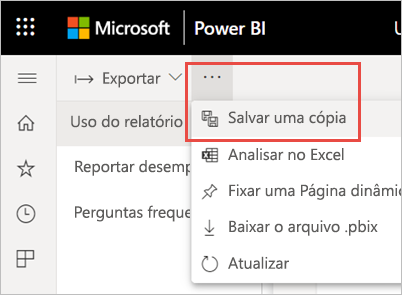 Microsoft Power BI
Exportar ...
Uso do relatório
Reportar desemp
Perguntas freque
Salvar uma cópia
Analisar no Excel
Fixar uma Página dinâmic
Baixar o arquivo .pbix
Atualizar